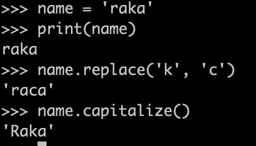 >>> name = 'raka'
>>> print(name)
raka
>>> name.replace('k', 'c')
'raca'
>>> name.capitalize()
'Raka'